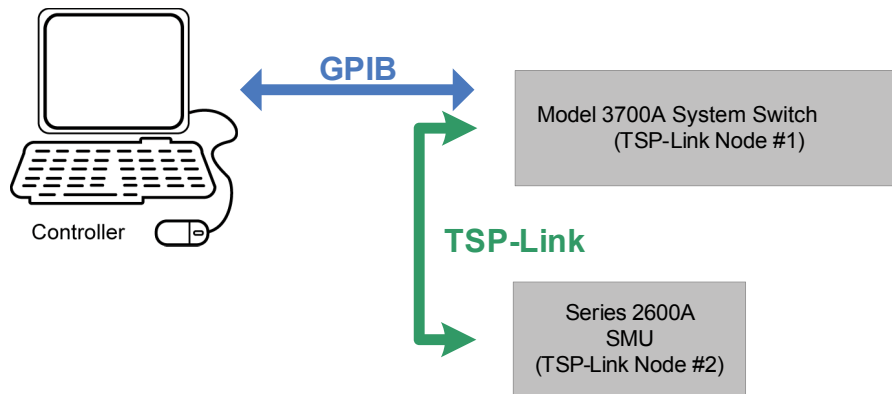 GPIB
Model 3700A System Switch
(TSP-Link Node #1)
Controller
TSP-Link
Series 2600A
SMU
(TSP-Link Node #2)